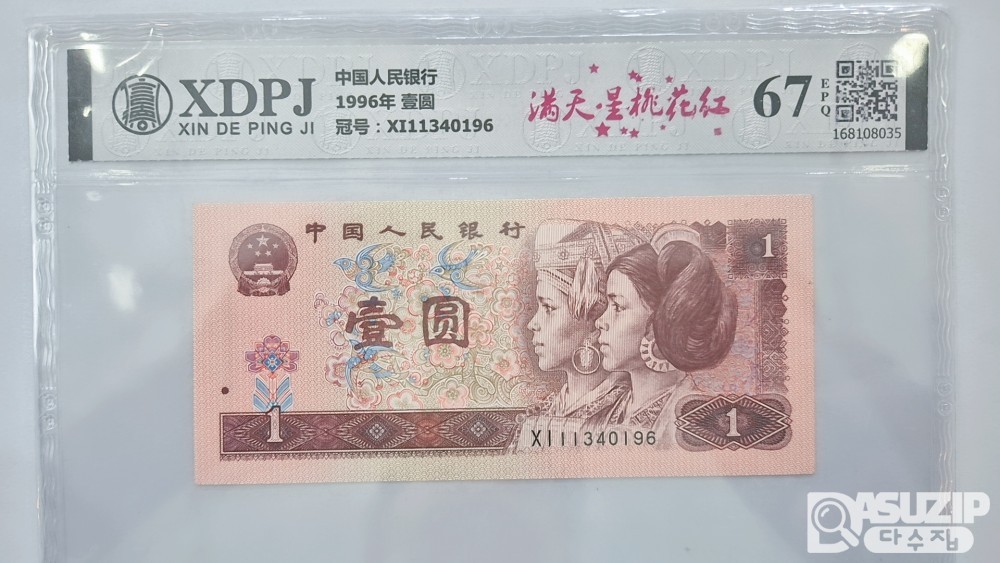 XDPJ
XIN DE PING JI
中国人民银行
1996年 壹圆
冠号：XI11340196
满天星桃花红
67
EPQ
168108035
中国人民银行
1
壹圆
1
XI11340196
1
DASUZIP
다수집